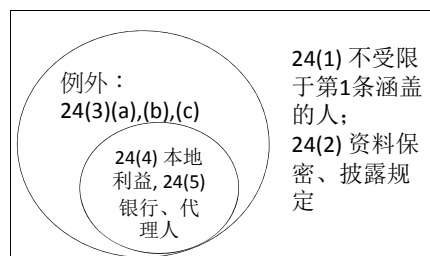 例外：
24(3)(a),(b),(c)
24(4) 本地
利益, 24(5)
银行、代
理人
24(1) 不受限
于第1条涵盖
的人；
24(2) 资料保
密、披露规
定